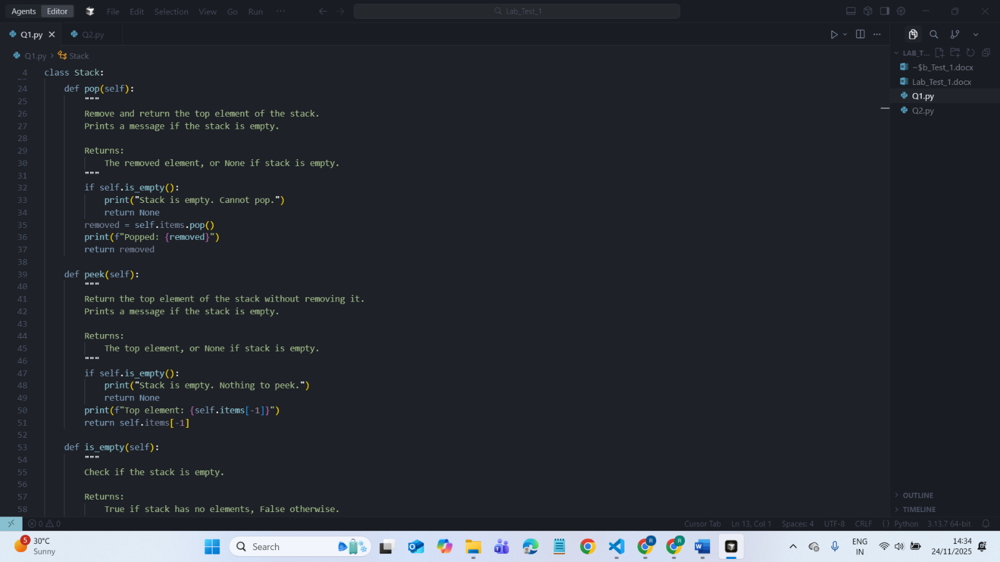 Agents Editor File Edit Selection View Go Run ··· Lab_Test_1
Q1.py Q2.py
Q1.py > Stack
4 class Stack:
24 def pop(self):
25 """
26 Remove and return the top element of the stack.
27 Prints a message if the stack is empty.
28
29 Returns:
30 The removed element, or None if stack is empty.
31 """
32 if self.is_empty():
33 print("Stack is empty. Cannot pop.")
34 return None
35 removed = self.items.pop()
36 print(f"Popped: {removed}")
37 return removed
38
39 def peek(self):
40 """
41 Return the top element of the stack without removing it.
42 Prints a message if the stack is empty.
43
44 Returns:
45 The top element, or None if stack is empty.
46 """
47 if self.is_empty():
48 print("Stack is empty. Nothing to peek.")
49 return None
50 print(f"Top element: {self.items[-1]}")
51 return self.items[-1]
52
53 def is_empty(self):
54 """
55 Check if the stack is empty.
56
57 Returns:
58 True if stack has no elements, False otherwise.
LAB_T...
~$b_Test_1.docx
Lab_Test_1.docx
Q1.py
Q2.py
OUTLINE
TIMELINE
0 0 Cursor Tab Ln 13, Col 1 Spaces: 4 UTF-8 CRLF {} Python 3.13.7 64-bit
5 30°C
Sunny
Search
R R
ENG
IN
14:34
24/11/2025